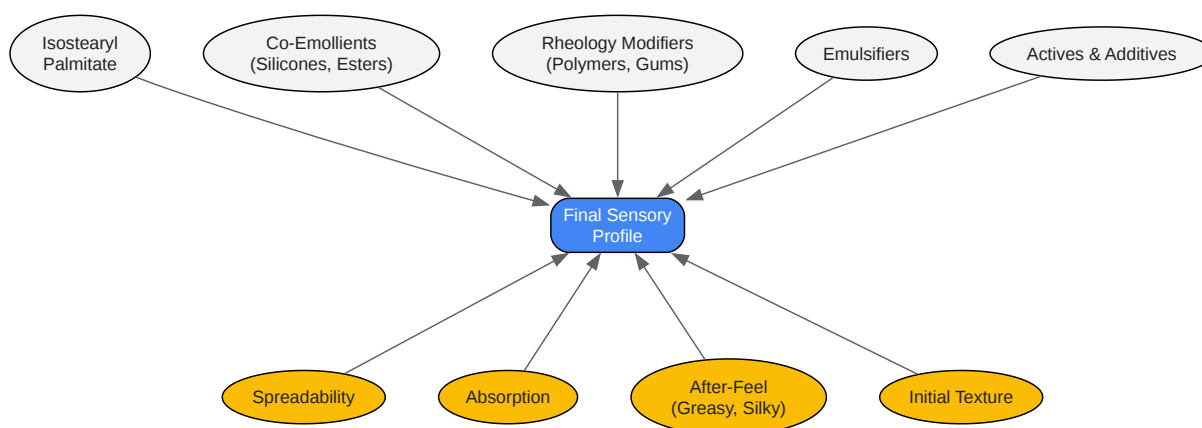 Isostearyl
Palmitate
Co-Emollients
(Silicones, Esters)
Rheology Modifiers
(Polymers, Gums)
Emulsifiers
Actives & Additives
Final Sensory
Profile
Spreadability
Absorption
After-Feel
(Greasy, Silky)
Initial Texture